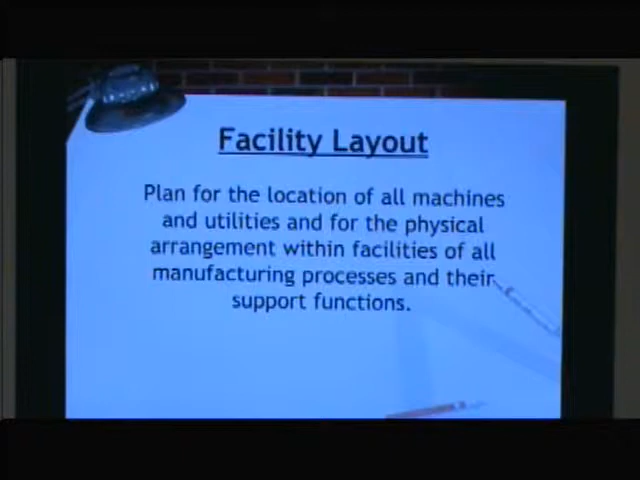 Facility Layout
Plan for the location of all machines
and utilities and for the physical
arrangement within facilities of all
manufacturing processes and their
support functions.